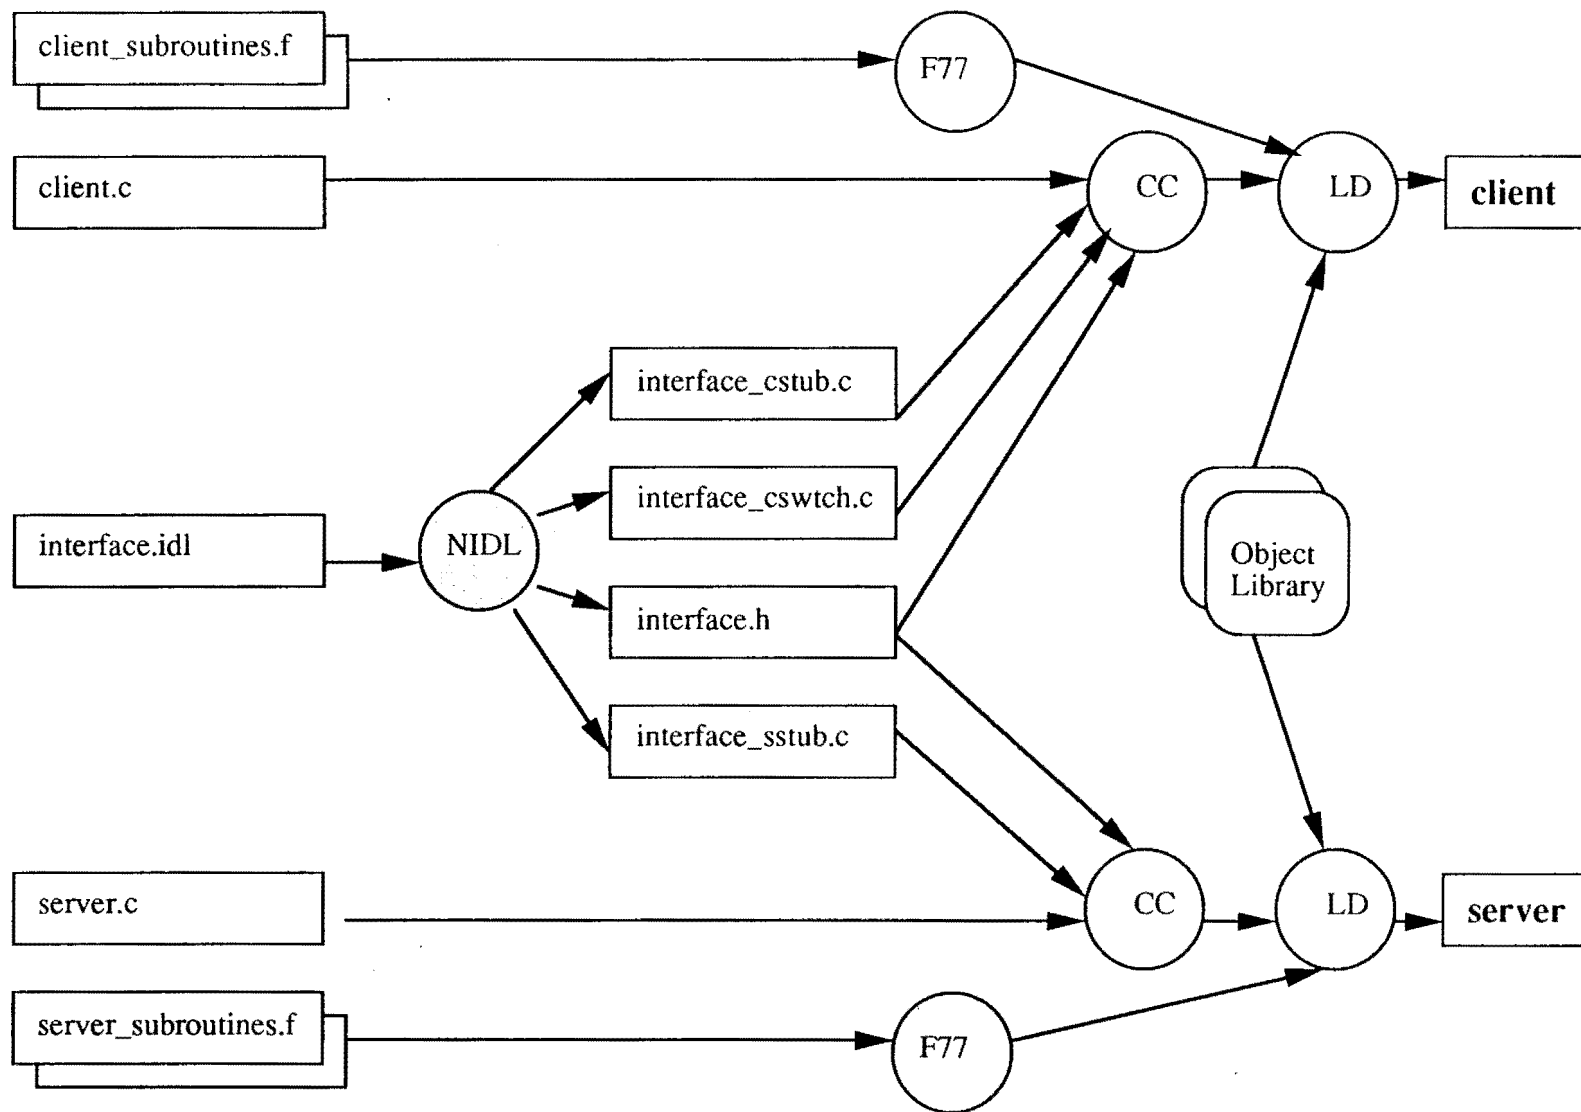 client_subroutines.f
F77
client.c
CC
LD
client
interface_cstub.c
interface_cswtch.c
interface.idl
NIDL
Object
Library
interface.h
interface_sstub.c
server.c
CC
LD
server
server_subroutines.f
F77